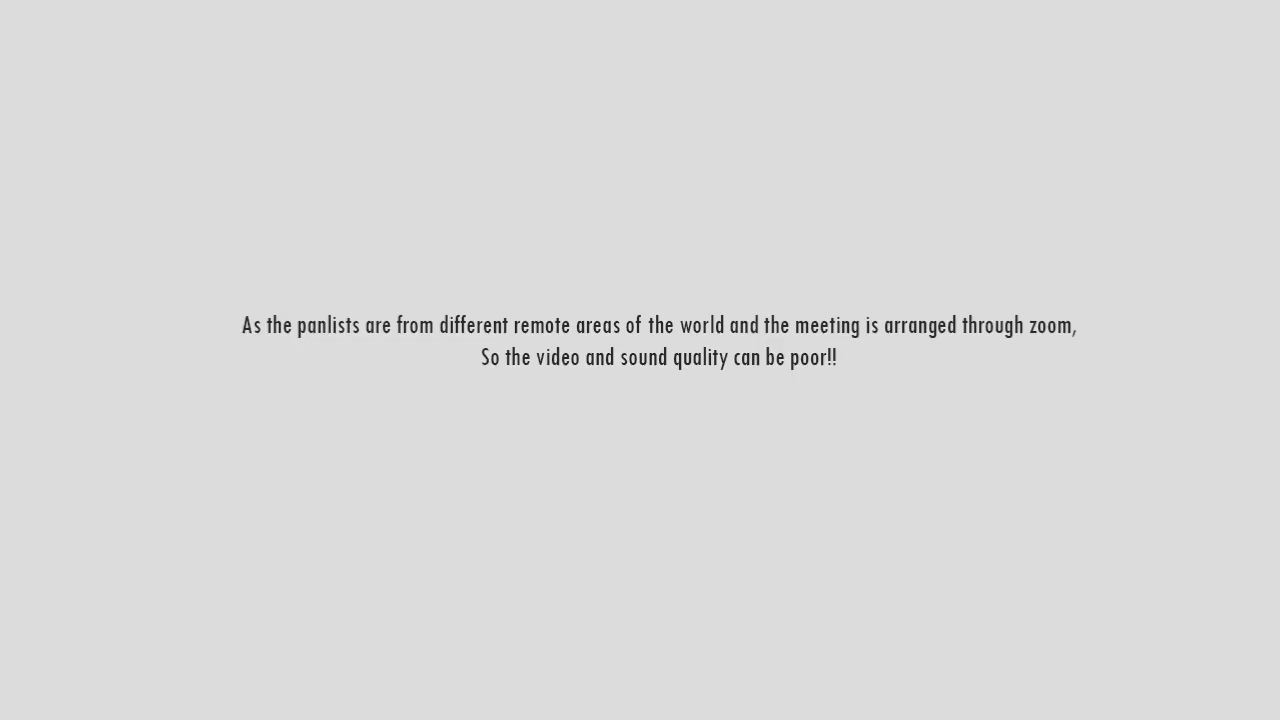 As the panlists are from different remote areas of the world and the meeting is arranged through zoom,
So the video and sound quality can be poor!!